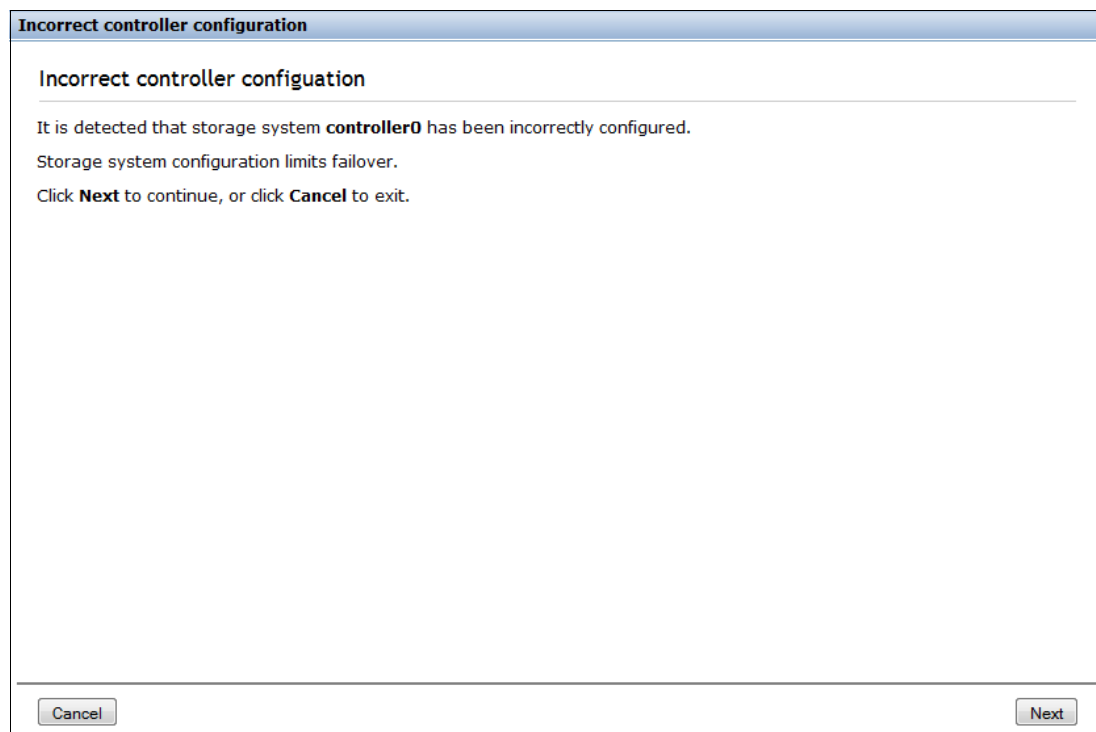 Incorrect controller configuration
Incorrect controller configuation
It is detected that storage system controller0 has been incorrectly configured.
Storage system configuration limits failover.
Click Next to continue, or click Cancel to exit.
Cancel
Next